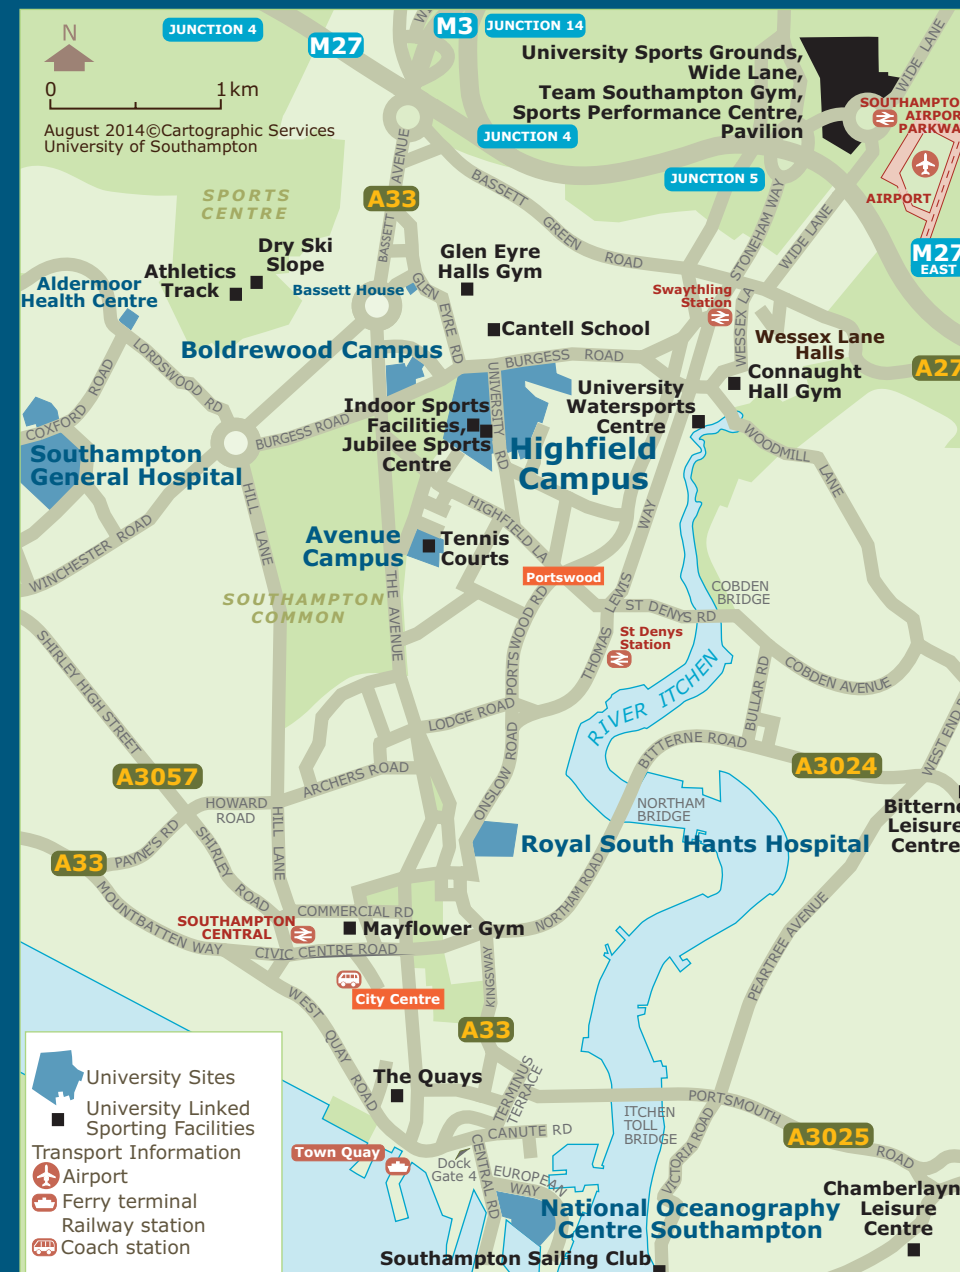 N
0 1 km
August 2014©Cartographic Services
University of Southampton
JUNCTION 4
M27
M3
JUNCTION 14
University Sports Grounds,
Wide Lane,
Team Southampton Gym,
Sports Performance Centre,
Pavilion
WIDE LANE
SOUTHAMPTO
AIRPOR
PARKWA
AIRPORT
JUNCTION 4
JUNCTION 5
M27
EAST
SPORTS
CENTRE
A33
BASSETT AVENUE
BASSETT GREEN ROAD
STONEHAM WAY
WIDE LANE
Dry Ski
Slope
Athletics
Track
Aldermoor
Health Centre
Bassett House
Glen Eyre
Halls Gym
GLEN EYRE RD
Swaythling
Station
WESSEX LA
Cantell School
Wessex Lane
Halls
Connaught
Hall Gym
A27
Boldrewood Campus
BURGESS ROAD
LORDSWOOD RD
COXFORD ROAD
BURGESS ROAD
UNIVERSITY RD
University
Watersports
Centre
Indoor Sports
Facilities,
Jubilee Sports
Centre
Highfield
Campus
Southampton
General Hospital
WOODMILL LANE
HILL LANE
WINCHESTER ROAD
HIGHFIELD LA
Avenue
Campus
Tennis
Courts
Portswood
THE AVENUE
SOUTHAMPTON
COMMON
PORTSWOOD RD
THOMAS LEWIS WAY
ST DENYS RD
COBDEN
BRIDGE
St Denys
Station
COBDEN AVENUE
BULLAR RD
SHIRLEY HIGH STREET
RIVER ITCHEN
LODGE ROAD
BITTERNE ROAD
WEST END
A3057
A3024
ARCHERS ROAD
ONSLOW ROAD
HOWARD
ROAD
HILL LANE
NORTHAM
BRIDGE
Bitterne
Leisure
Centre
Royal South Hants Hospital
A33
PAYNE'S RD
SHIRLEY ROAD
MOUNTBATTEN WAY
NORTHAM ROAD
PEARTREE AVENUE
COMMERCIAL RD
SOUTHAMPTON
CENTRAL
Mayflower Gym
CIVIC CENTRE ROAD
KINGSWAY
City Centre
WEST QUAY ROAD
A33
The Quays
TERMINUS
TERRACE
PORTSMOUTH ROAD
ITCHEN
TOLL
BRIDGE
A3025
CANUTE RD
VICTORIA ROAD
Town Quay
Dock
Gate 4
CENTRAL RD
EUROPEAN
WAY
National Oceanography
Centre Southampton
Chamberlayn
Leisure
Centre
Southampton Sailing Club
University Sites
University Linked
Sporting Facilities
Transport Information
Airport
Ferry terminal
Railway station
Coach station